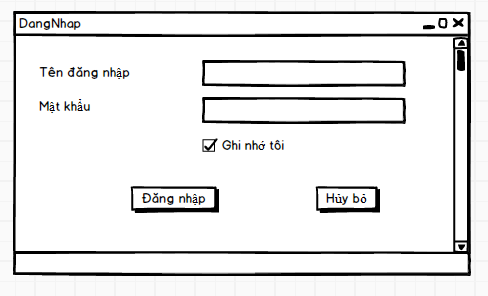 DangNhap
Tên đăng nhập
Mật khẩu
Ghi nhớ tôi
Đăng nhập
Hủy bỏ